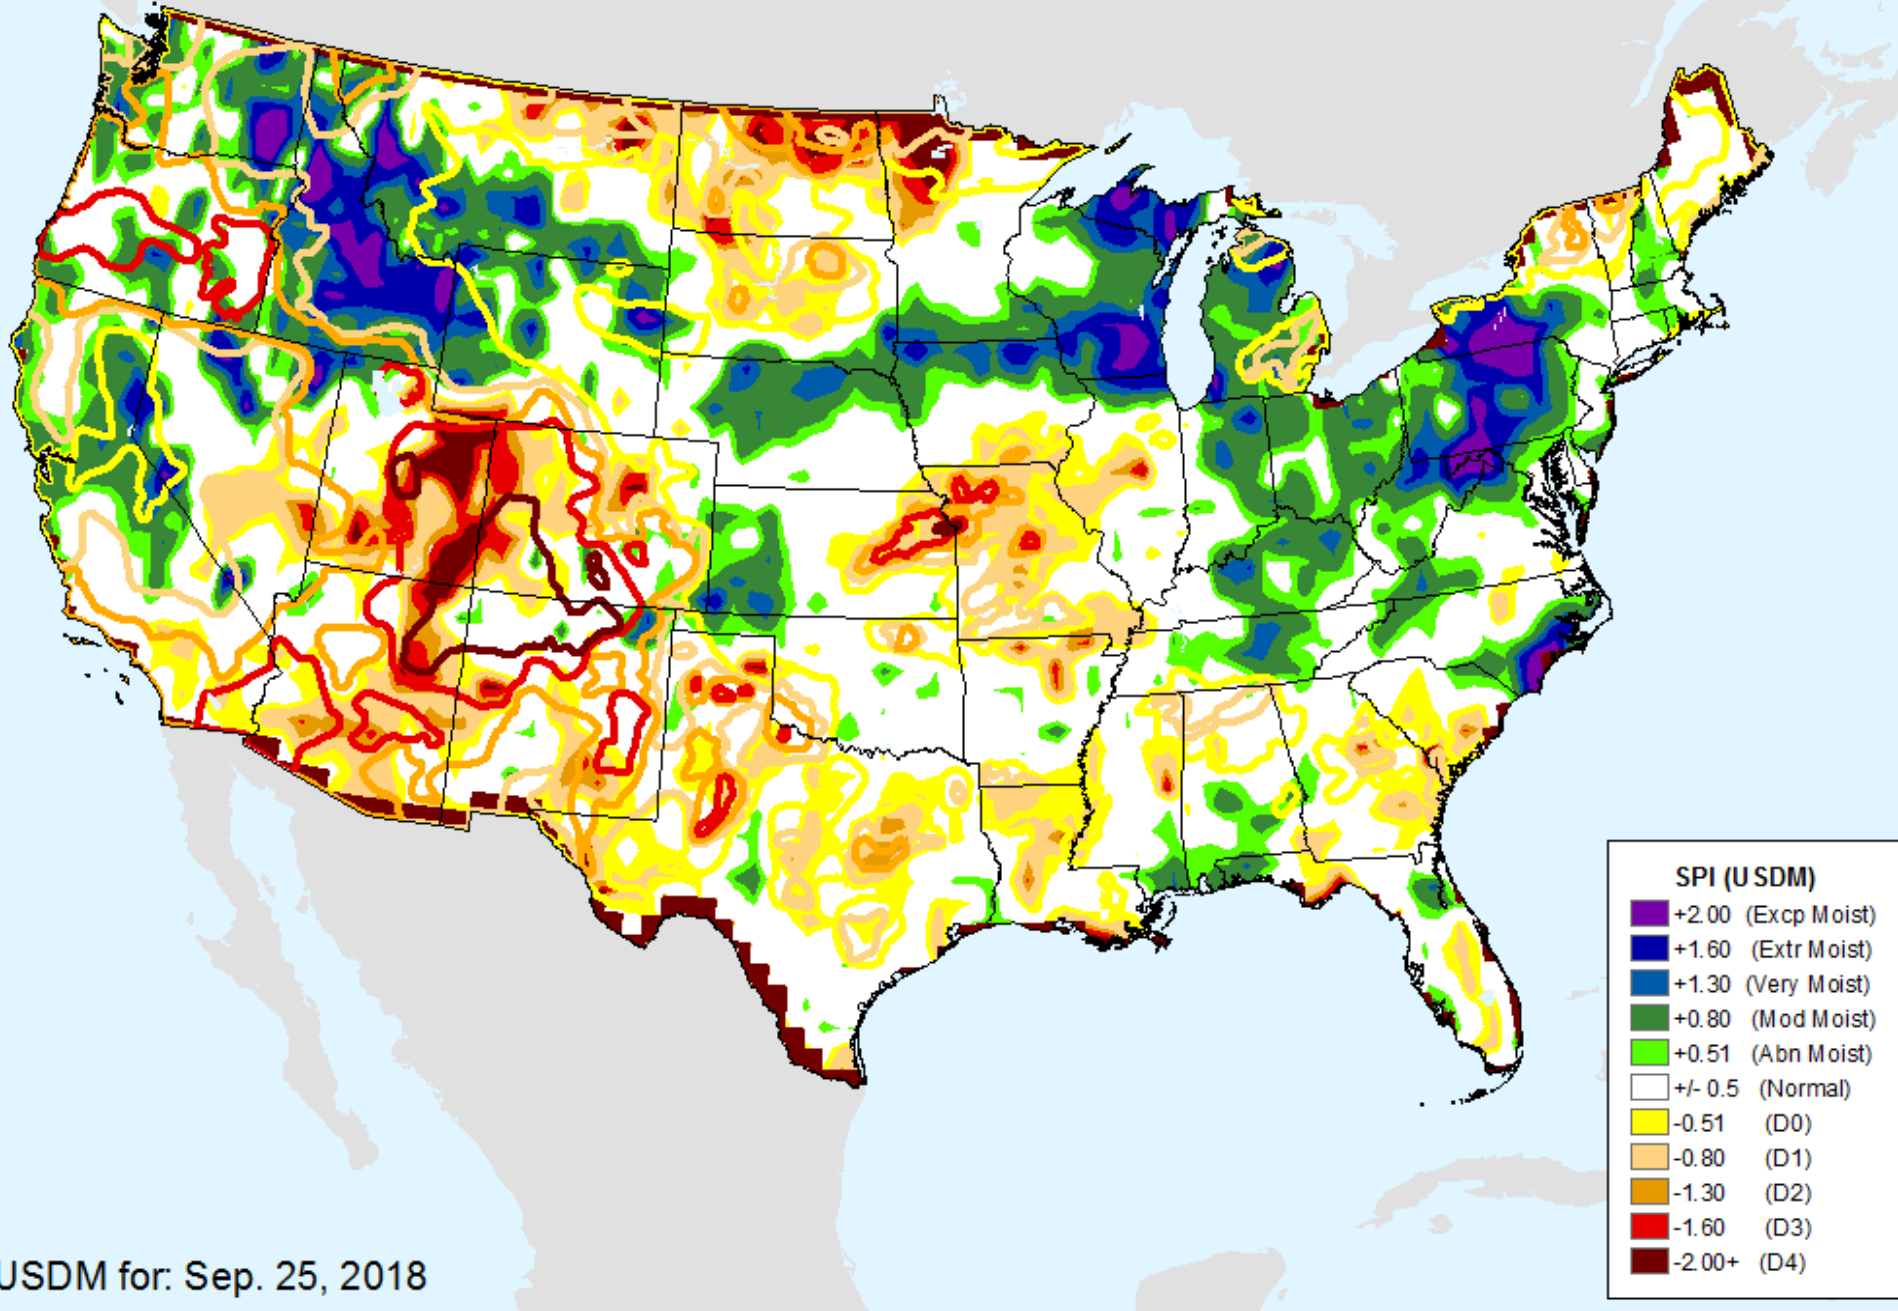 SPI (USDM)
+2.00 (Excp Moist)
+1.60 (Extr Moist)
+1.30 (Very Moist)
+0.80 (Mod Moist)
+0.51 (Abn Moist)
+/- 0.5 (Normal)
-0.51 (D0)
-0.80 (D1)
-1.30 (D2)
-1.60 (D3)
-2.00+ (D4)
USDM for: Sep. 25, 2018